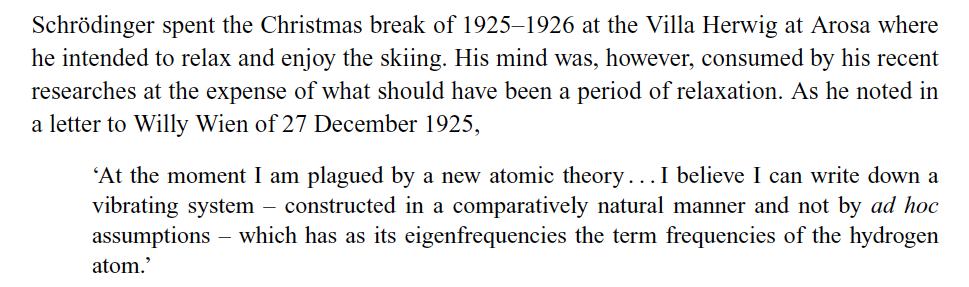 Schrödinger spent the Christmas break of 1925–1926 at the Villa Herwig at Arosa where
he intended to relax and enjoy the skiing. His mind was, however, consumed by his recent
researches at the expense of what should have been a period of relaxation. As he noted in
a letter to Willy Wien of 27 December 1925,
‘At the moment I am plagued by a new atomic theory . . . I believe I can write down a
vibrating system – constructed in a comparatively natural manner and not by ad hoc
assumptions – which has as its eigenfrequencies the term frequencies of the hydrogen
atom.’